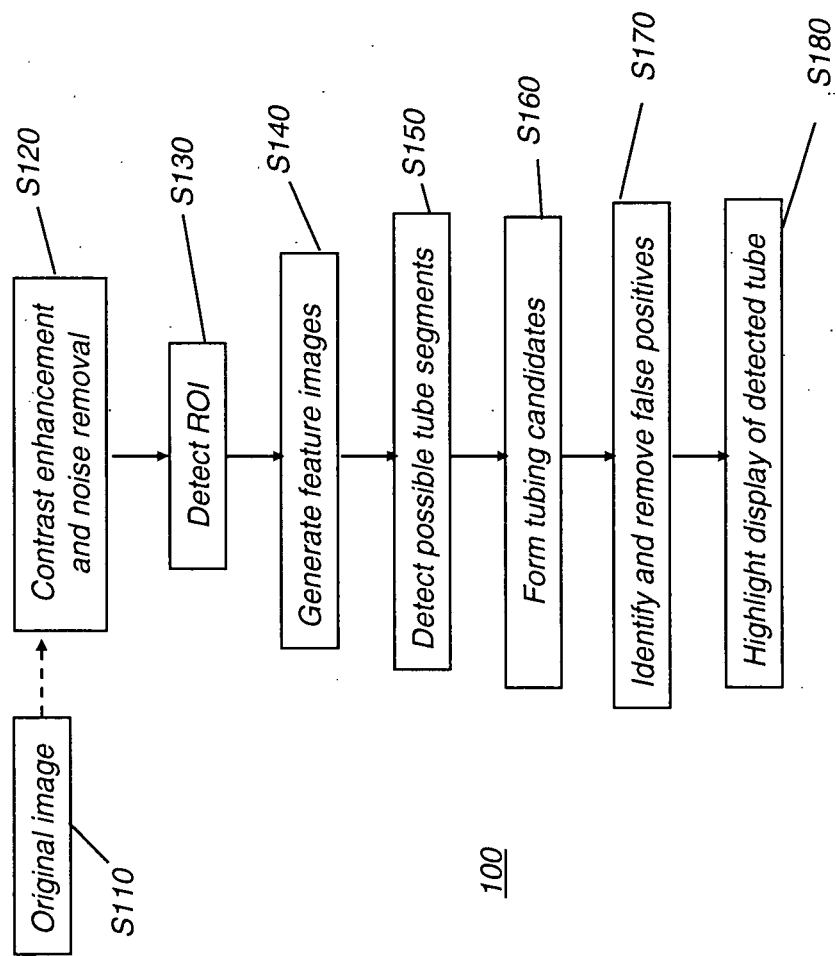 Original image
S110
Contrast enhancement
and noise removal
S120
Detect ROI
S130
Generate feature images
S140
Detect possible tube segments
S150
Form tubing candidates
S160
Identify and remove false positives
S170
Highlight display of detected tube
S180
100